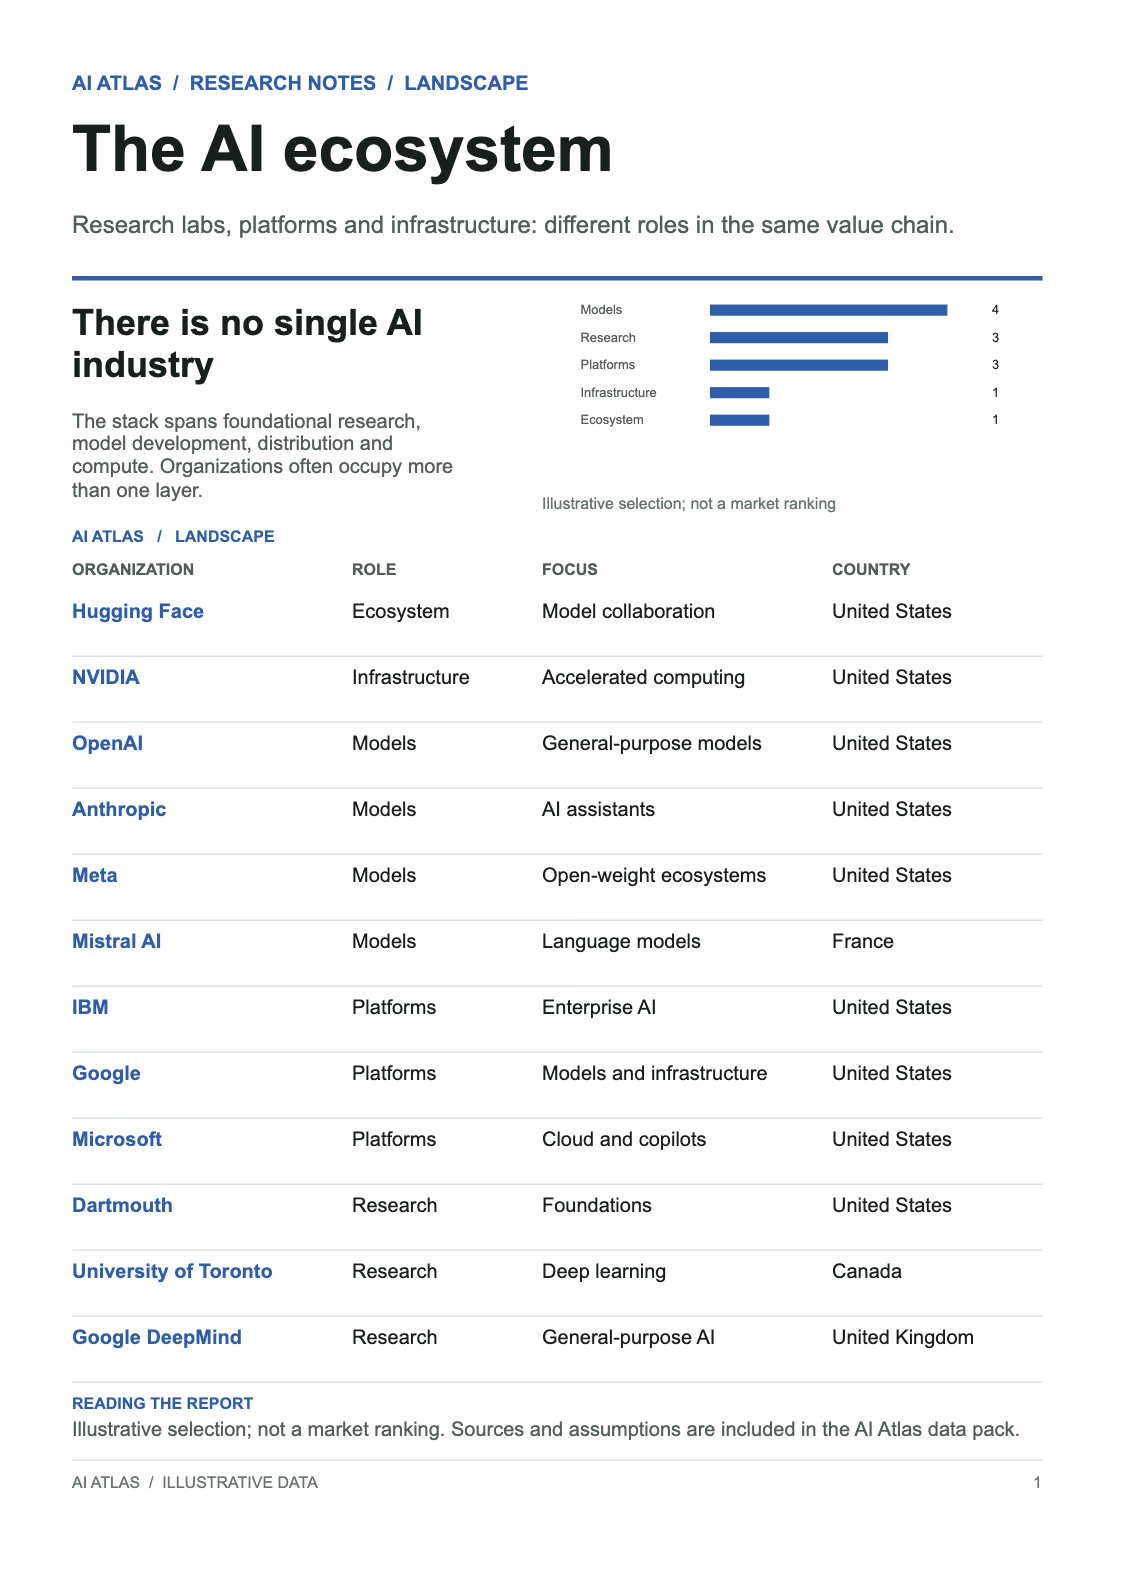 AI ATLAS / RESEARCH NOTES / LANDSCAPE
The AI ecosystem
Research labs, platforms and infrastructure: different roles in the same value chain.
There is no single AI
industry
The stack spans foundational research,
model development, distribution and
compute. Organizations often occupy more
than one layer.
Models 4
Research 3
Platforms 3
Infrastructure 1
Ecosystem 1
Illustrative selection; not a market ranking
AI ATLAS / LANDSCAPE
ORGANIZATION ROLE FOCUS COUNTRY
Hugging Face Ecosystem Model collaboration United States
NVIDIA Infrastructure Accelerated computing United States
OpenAI Models General-purpose models United States
Anthropic Models AI assistants United States
Meta Models Open-weight ecosystems United States
Mistral AI Models Language models France
IBM Platforms Enterprise AI United States
Google Platforms Models and infrastructure United States
Microsoft Platforms Cloud and copilots United States
Dartmouth Research Foundations United States
University of Toronto Research Deep learning Canada
Google DeepMind Research General-purpose AI United Kingdom
READING THE REPORT
Illustrative selection; not a market ranking. Sources and assumptions are included in the AI Atlas data pack.
AI ATLAS / ILLUSTRATIVE DATA 1